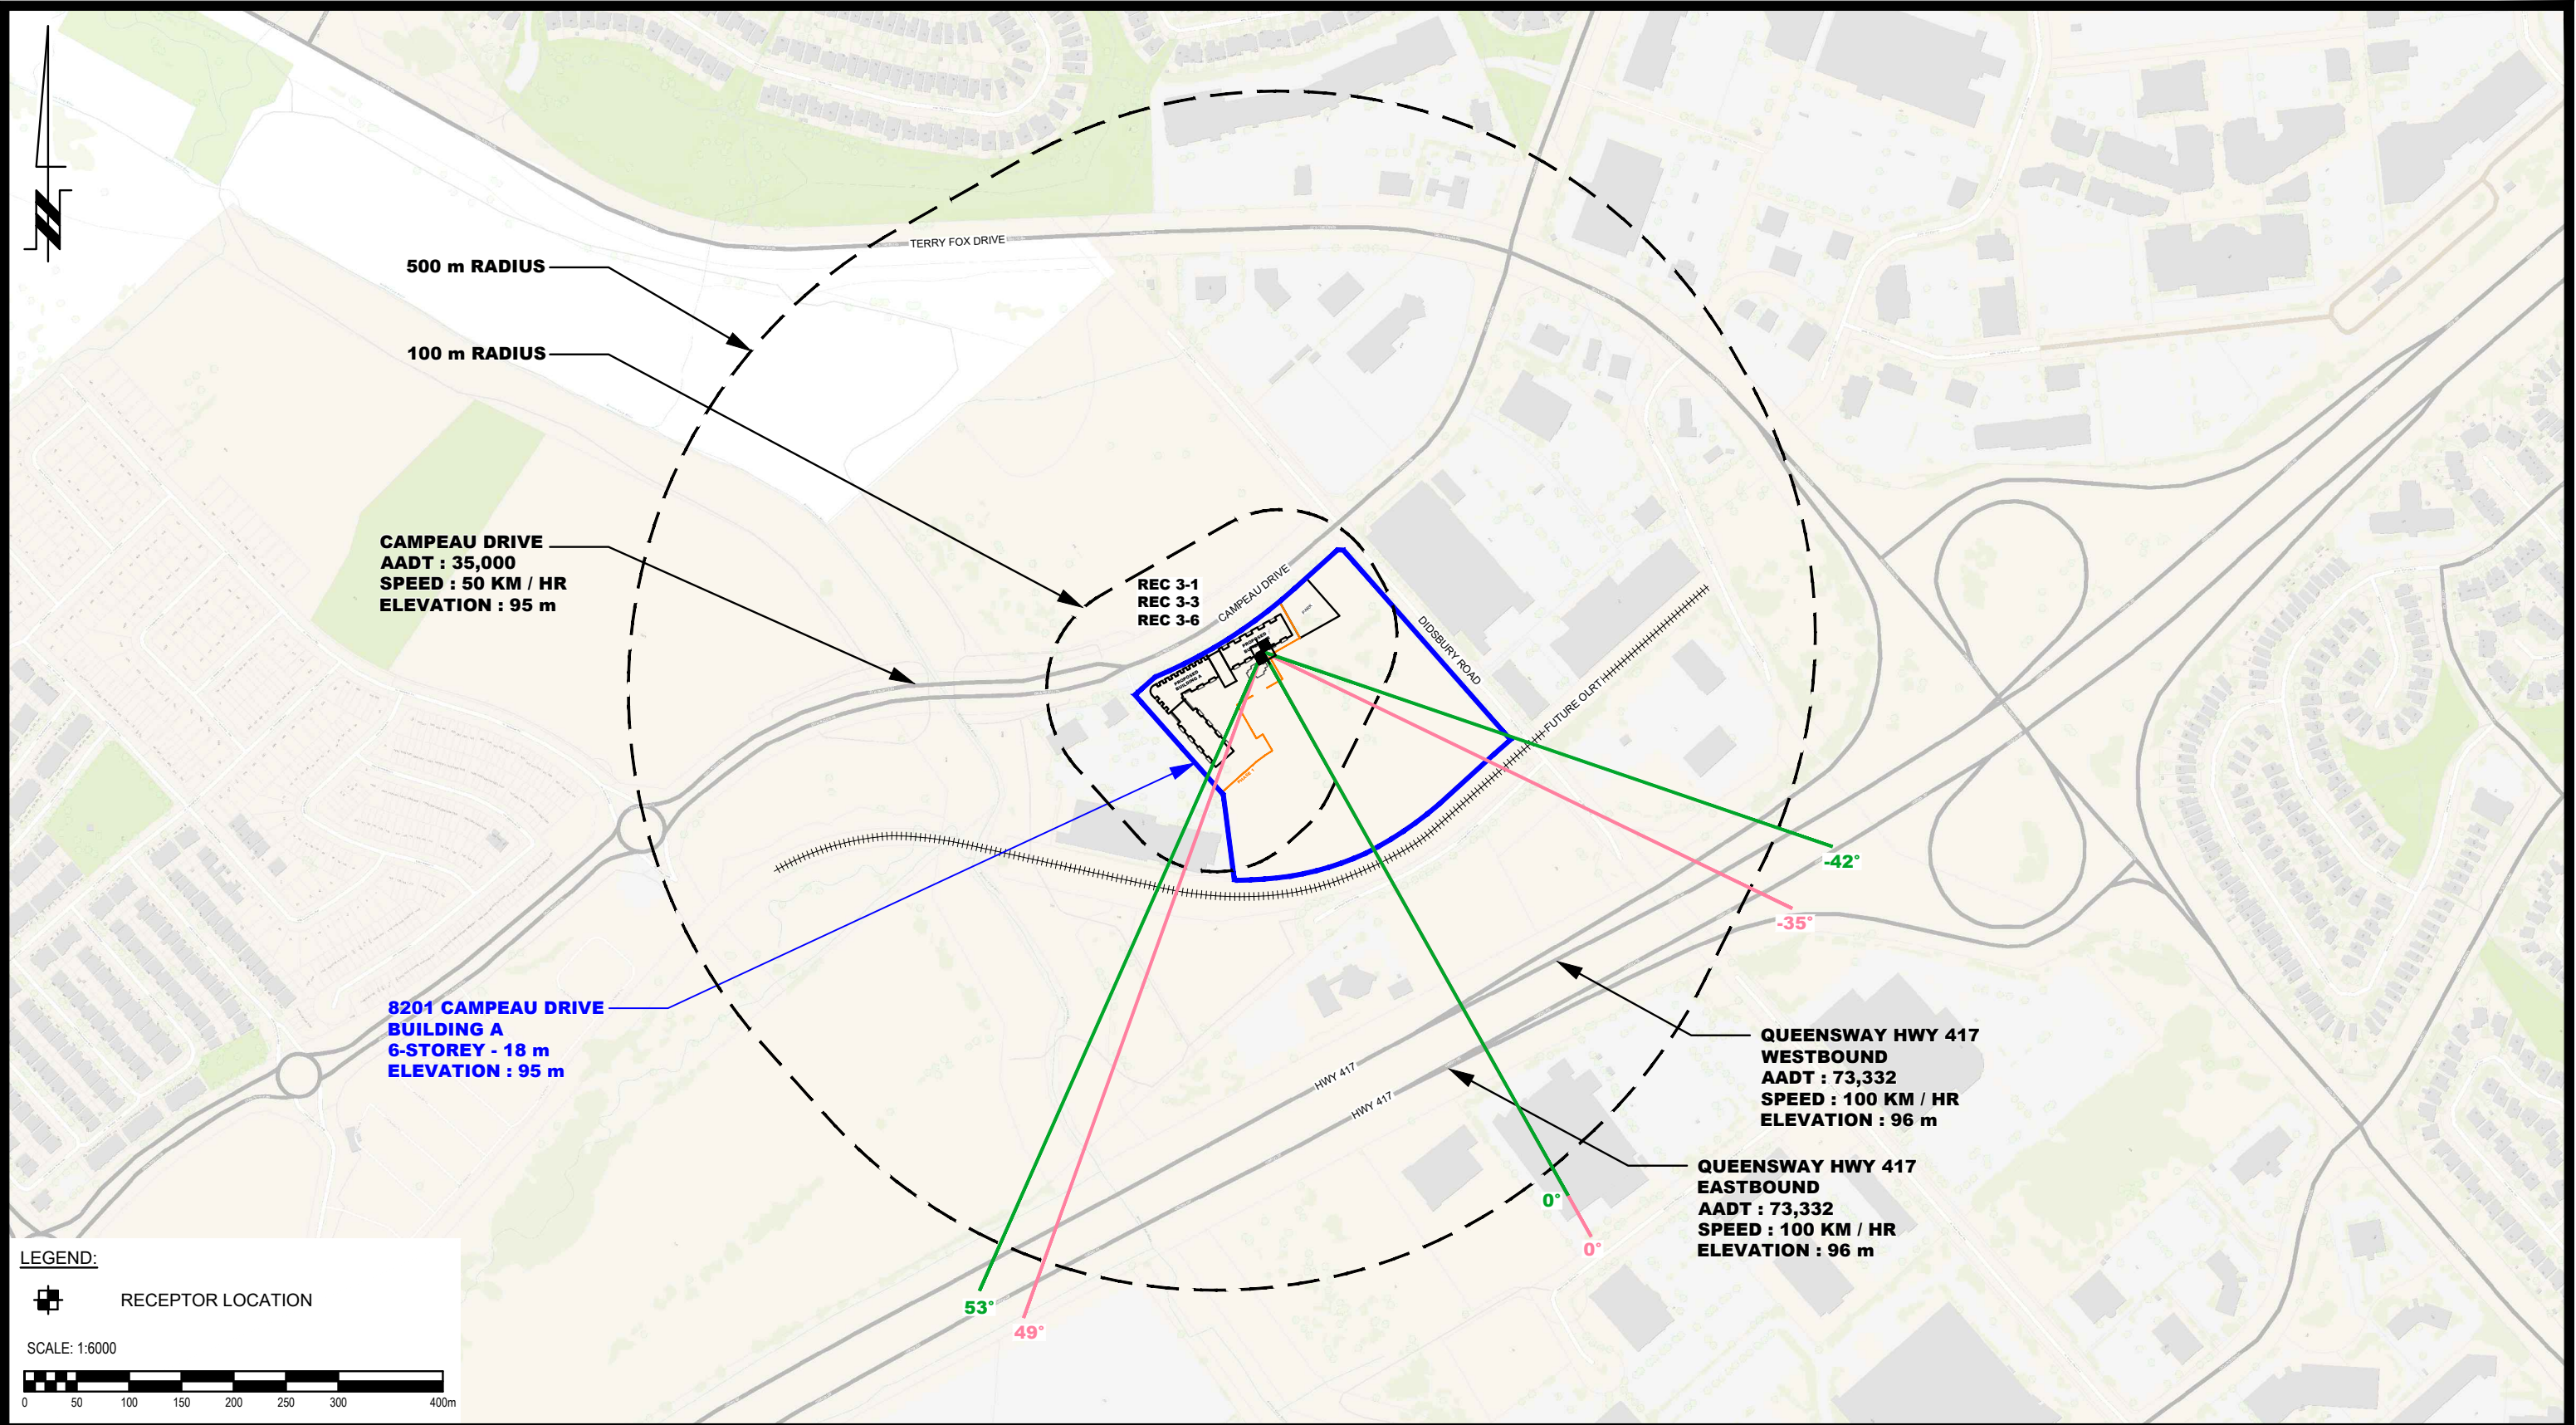 TERRY FOX DRIVE
500 m RADIUS
100 m RADIUS
CAMPEAU DRIVE
AADT : 35,000
SPEED : 50 KM / HR
ELEVATION : 95 m
REC 3-1
REC 3-3
REC 3-6
CAMPEAU DRIVE
DIDSBURY ROAD
PROPOSED
BUILDING A
FUTURE OLRT
-42°
-35°
8201 CAMPEAU DRIVE
BUILDING A
6-STOREY - 18 m
ELEVATION : 95 m
HWY 417
HWY 417
QUEENSWAY HWY 417
WESTBOUND
AADT : 73,332
SPEED : 100 KM / HR
ELEVATION : 96 m
QUEENSWAY HWY 417
EASTBOUND
AADT : 73,332
SPEED : 100 KM / HR
ELEVATION : 96 m
0°
0°
53°
49°
LEGEND:
RECEPTOR LOCATION
SCALE: 1:6000
0 50 100 150 200 250 300 400m